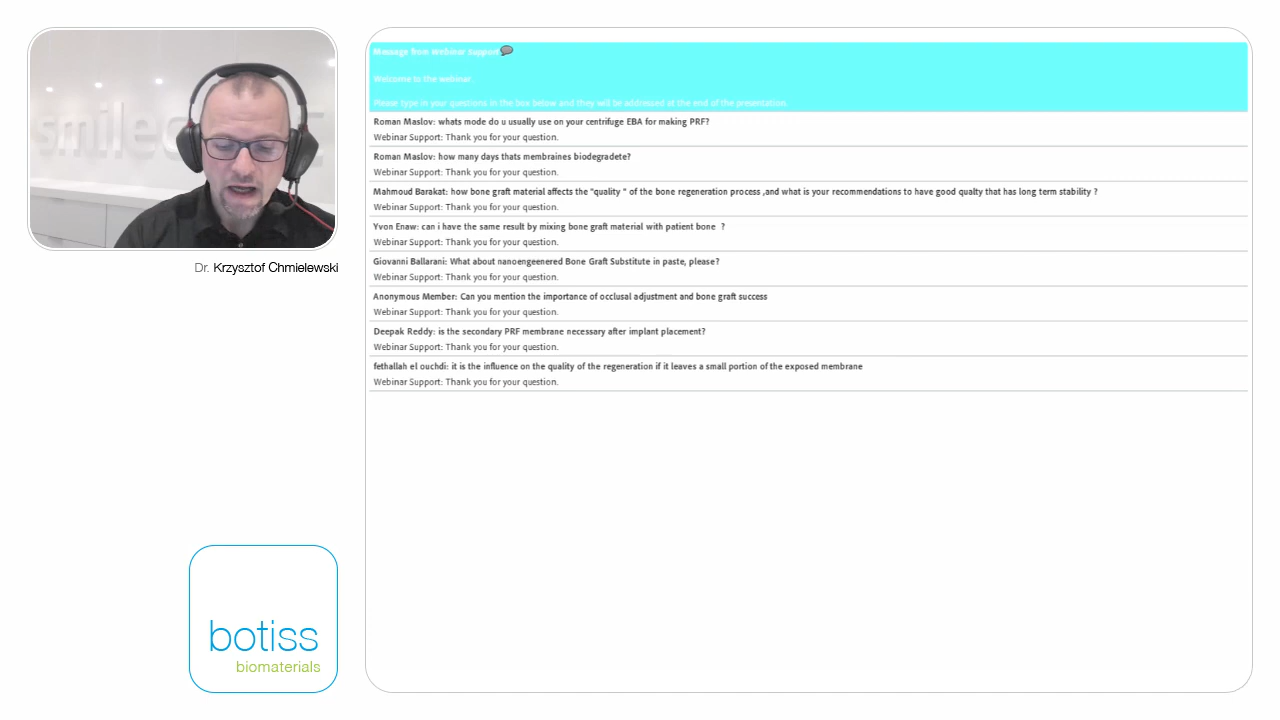 smilec
Dr. Krzysztof Chmielewski
botiss
biomaterials
Message from Webinar Support
Welcome to the webinar.
Please type in your questions in the box below and they will be addressed at the end of the presentation.
Roman Maslov: whats mode do u usually use on your centrifuge EBA for making PRF?
Webinar Support: Thank you for your question.
Roman Maslov: how many days thats membraines biodegradete?
Webinar Support: Thank you for your question.
Mahmoud Barakat: how bone graft material affects the "quality " of the bone regeneration process ,and what is your recommendations to have good qualty that has long term stability ?
Webinar Support: Thank you for your question.
Yvon Enaw: can i have the same result by mixing bone graft material with patient bone  ?
Webinar Support: Thank you for your question.
Giovanni Ballarani: What about nanoengeenered Bone Graft Substitute in paste, please?
Webinar Support: Thank you for your question.
Anonymous Member: Can you mention the importance of occlusal adjustment and bone graft success
Webinar Support: Thank you for your question.
Deepak Reddy: is the secondary PRF membrane necessary after implant placement?
Webinar Support: Thank you for your question.
fethallah el ouchdi: it is the influence on the quality of the regeneration if it leaves a small portion of the exposed membrane
Webinar Support: Thank you for your question.